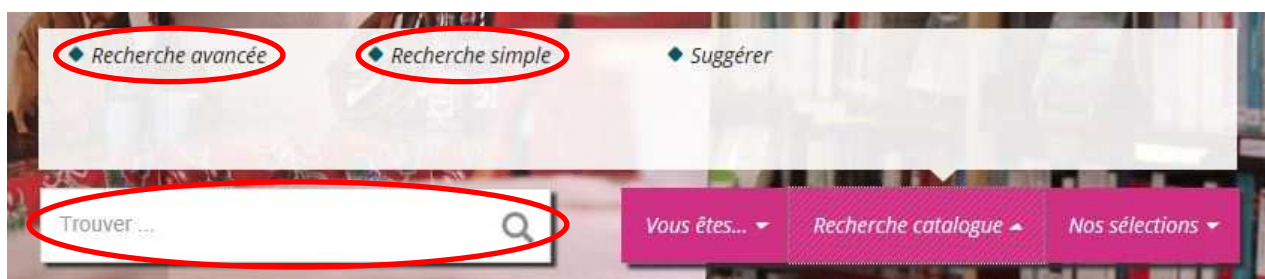 Recherche avancée Recherche simple Suggérer
Trouver ... Vous êtes... Recherche catalogue Nos sélections